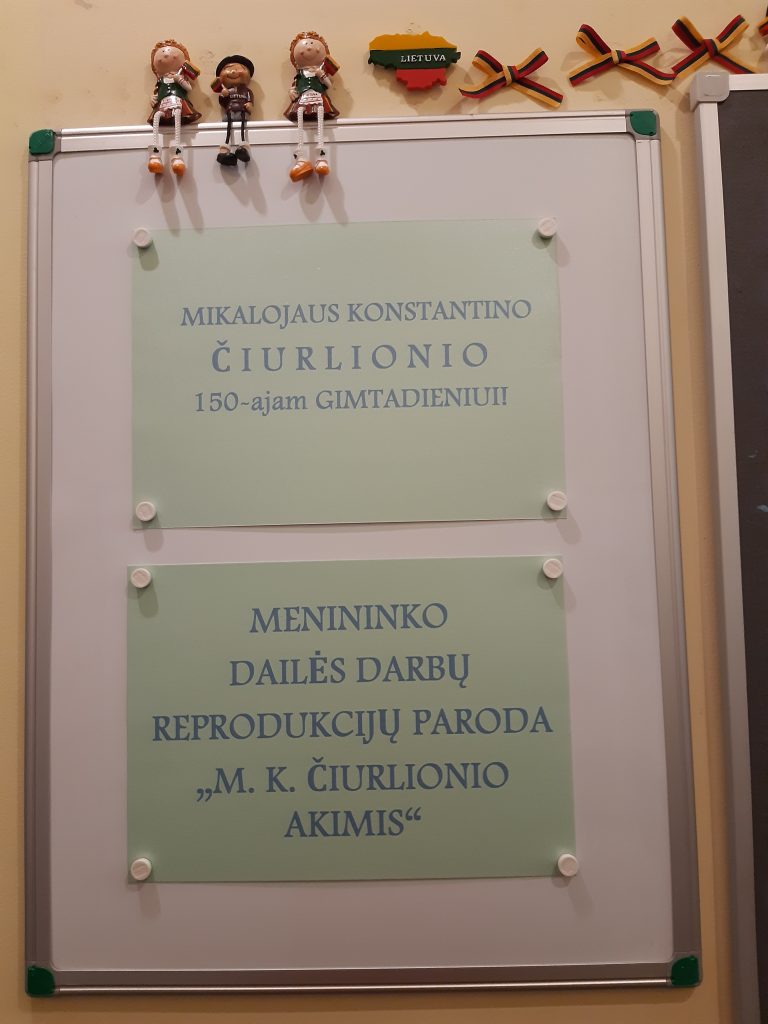 LIETUVA
MIKALOJAUS KONSTANTINO
ČIURLIONIO
150-ajam GIMTADIENIUI!
MENININKO
DAILĖS DARBŲ
REPRODUKCIJŲ PARODA
„M. K. ČIURLIONIO
AKIMIS“